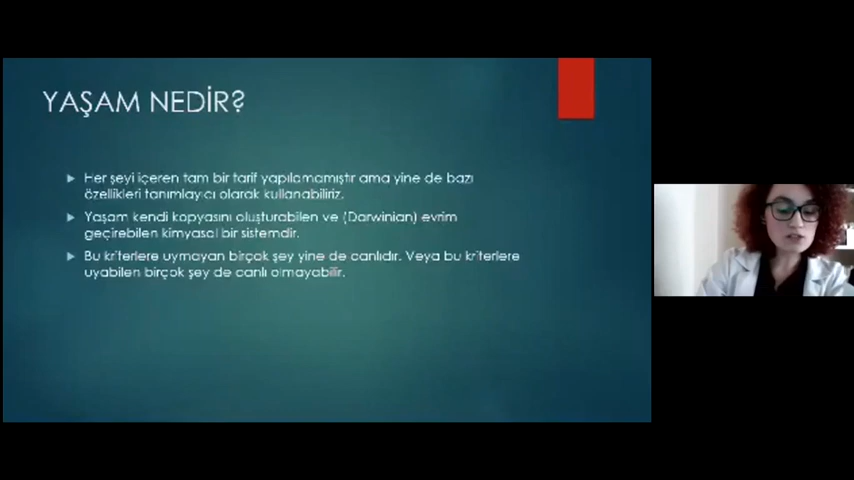 YAŞAM NEDİR?
Her şeyi içeren tam bir tarif yapılamamıştır ama yine de bazı
özellikleri tanımlayıcı olarak kullanabiliriz.
Yaşam kendi kopyasını oluşturabilen ve (Darwinian) evrim
geçirebilen kimyasal bir sistemdir.
Bu kriterlere uymayan birçok şey yine de canlıdır. Veya bu kriterlere
uyabilen birçok şey de canlı olmayabilir.